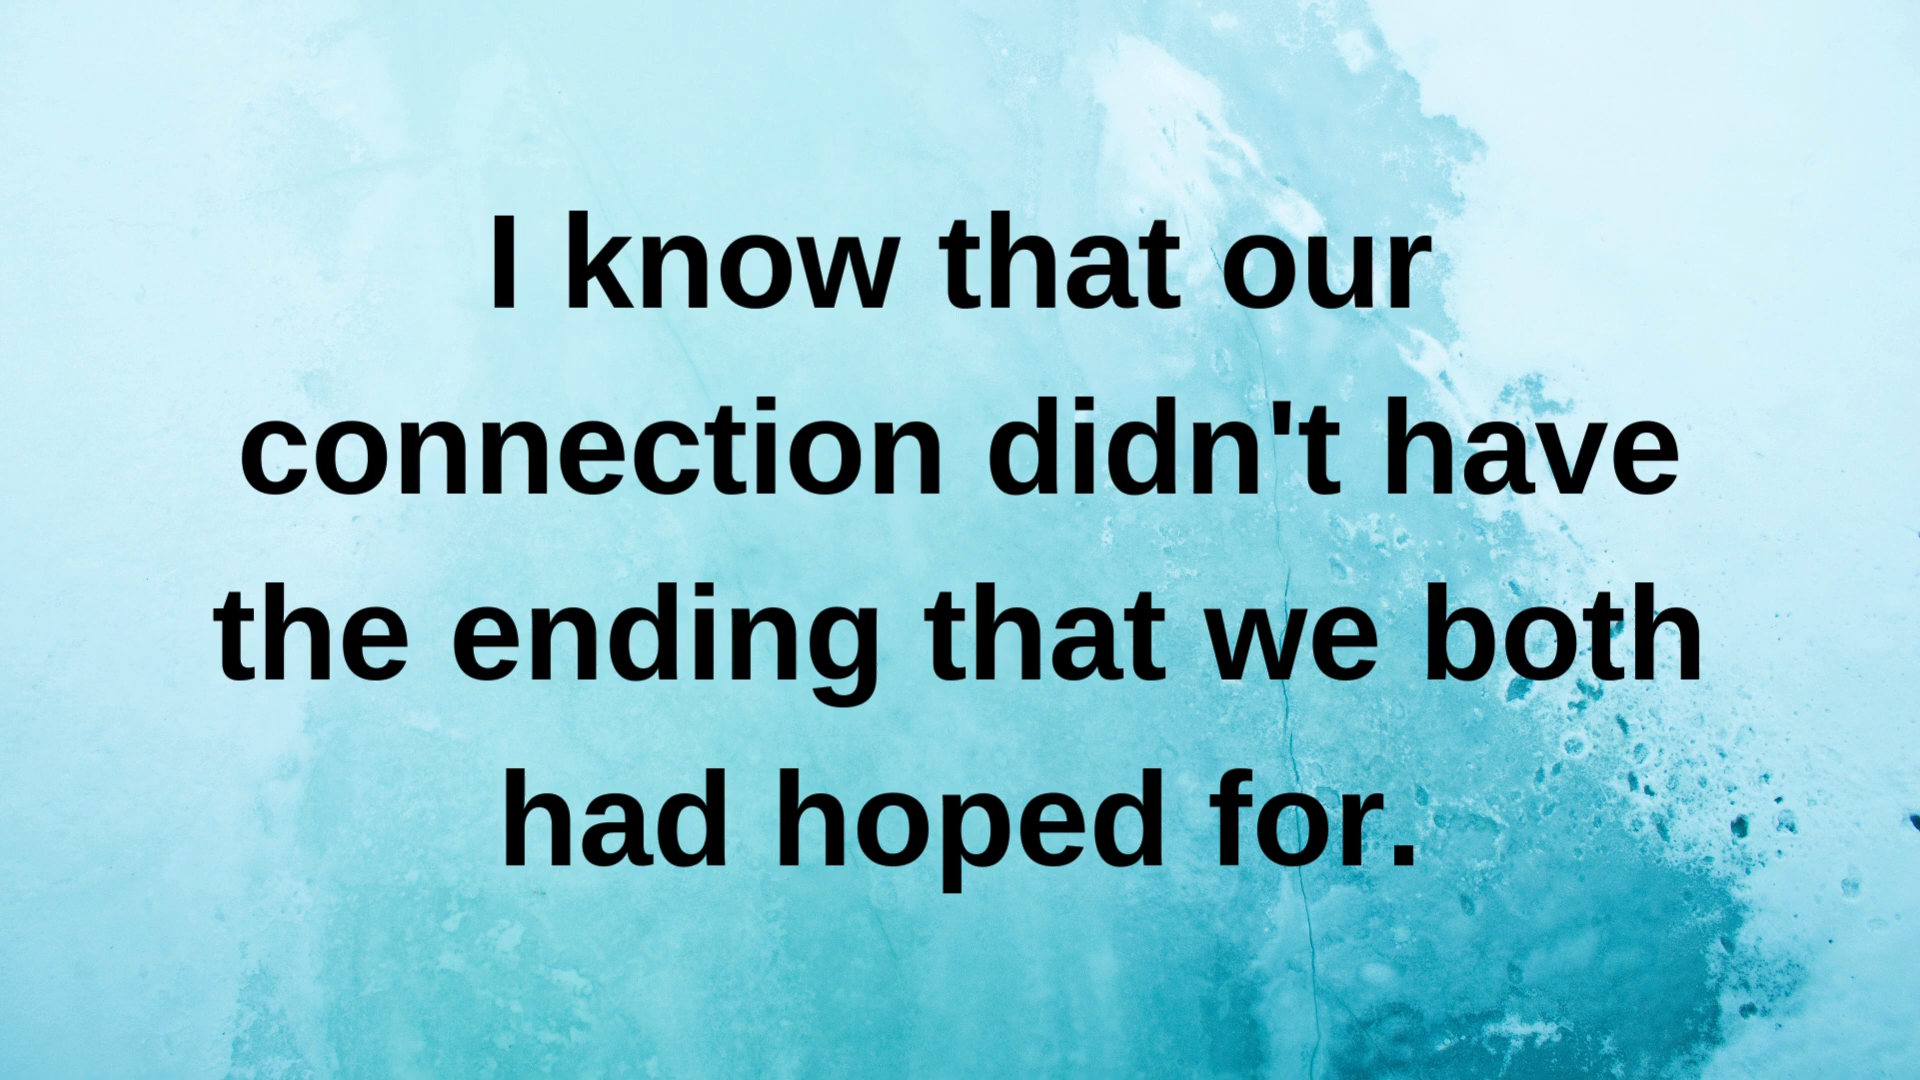 I know that our
connection didn't have
the ending that we both
had hoped for.